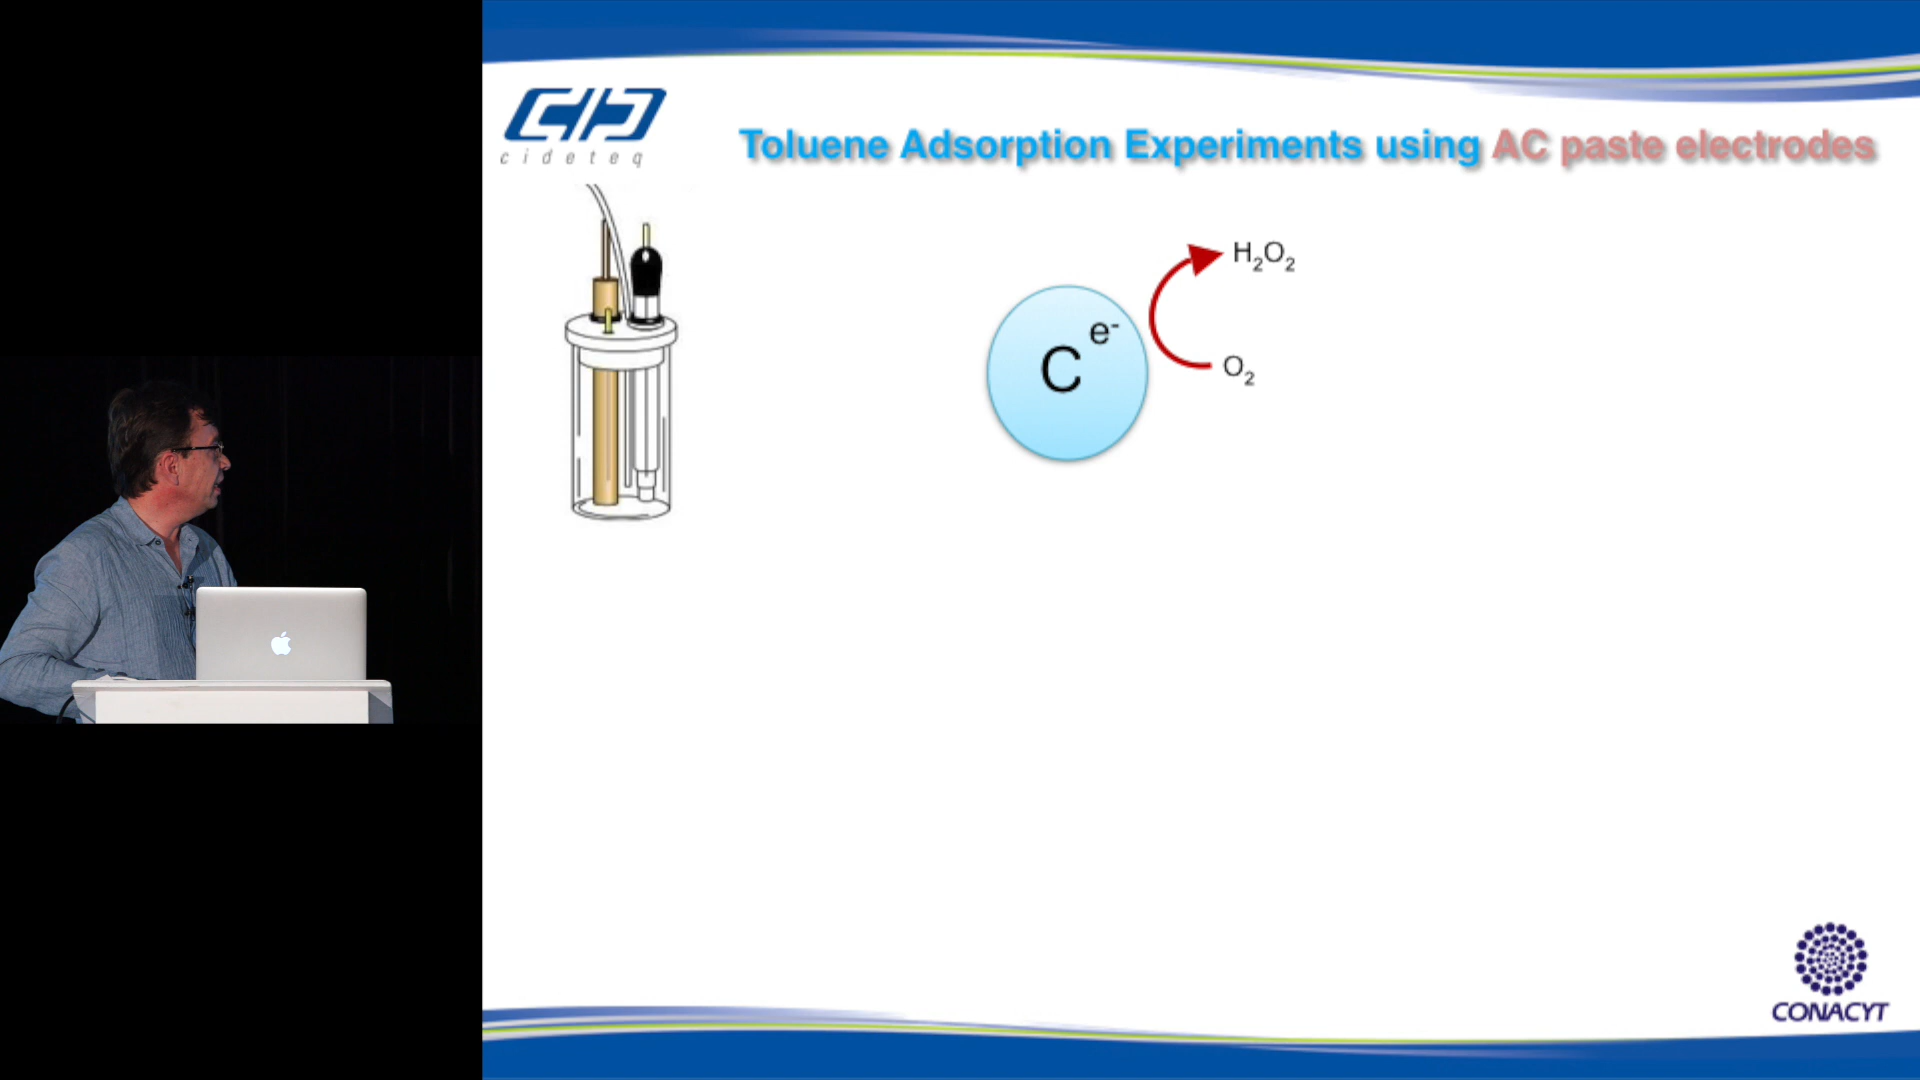 cideteq
Toluene Adsorption Experiments using AC paste electrodes
H₂O₂
e⁻
C
O₂
CONACYT